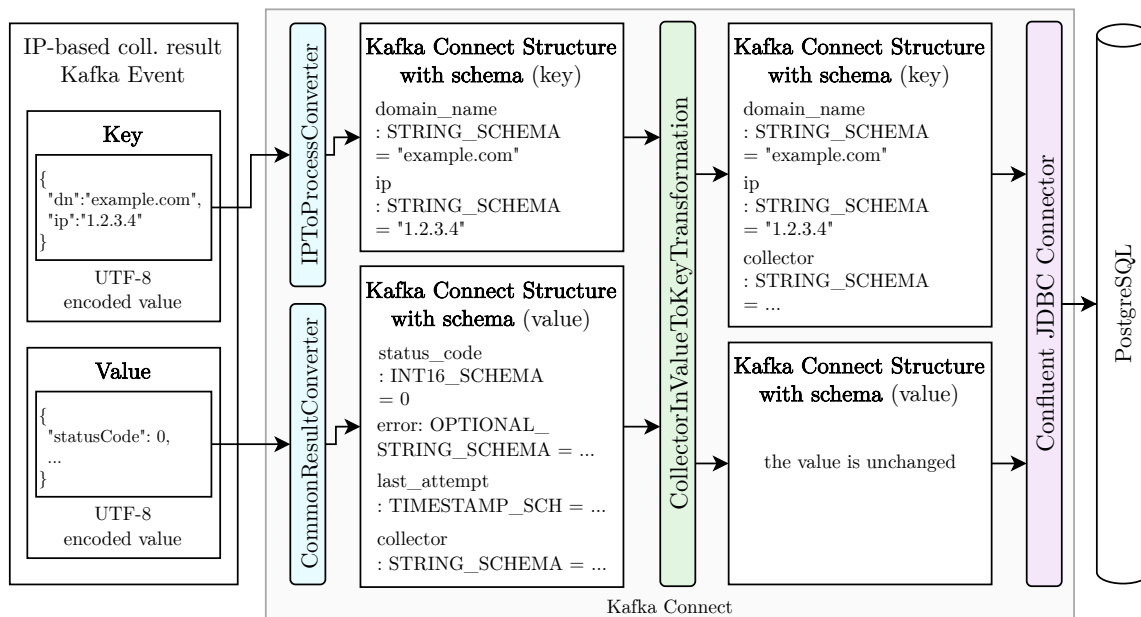 IP-based coll. result
Kafka Event
Key
{
"dn":"example.com",
"ip":"1.2.3.4"
}
UTF-8
encoded value
Value
{
"statusCode": 0,
...
}
UTF-8
encoded value
IPToProcessConverter
CommonResultConverter
Kafka Connect Structure
with schema (key)
domain_name
: STRING_SCHEMA
= "example.com"
ip
: STRING_SCHEMA
= "1.2.3.4"
Kafka Connect Structure
with schema (value)
status_code
: INT16_SCHEMA
= 0
error: OPTIONAL_
STRING_SCHEMA = ...
last_attempt
: TIMESTAMP_SCH = ...
collector
: STRING_SCHEMA = ...
CollectorInValueToKeyTransformation
Kafka Connect Structure
with schema (key)
domain_name
: STRING_SCHEMA
= "example.com"
ip
: STRING_SCHEMA
= "1.2.3.4"
collector
: STRING_SCHEMA
= ...
Kafka Connect Structure
with schema (value)
the value is unchanged
Confluent JDBC Connector
PostgreSQL
Kafka Connect